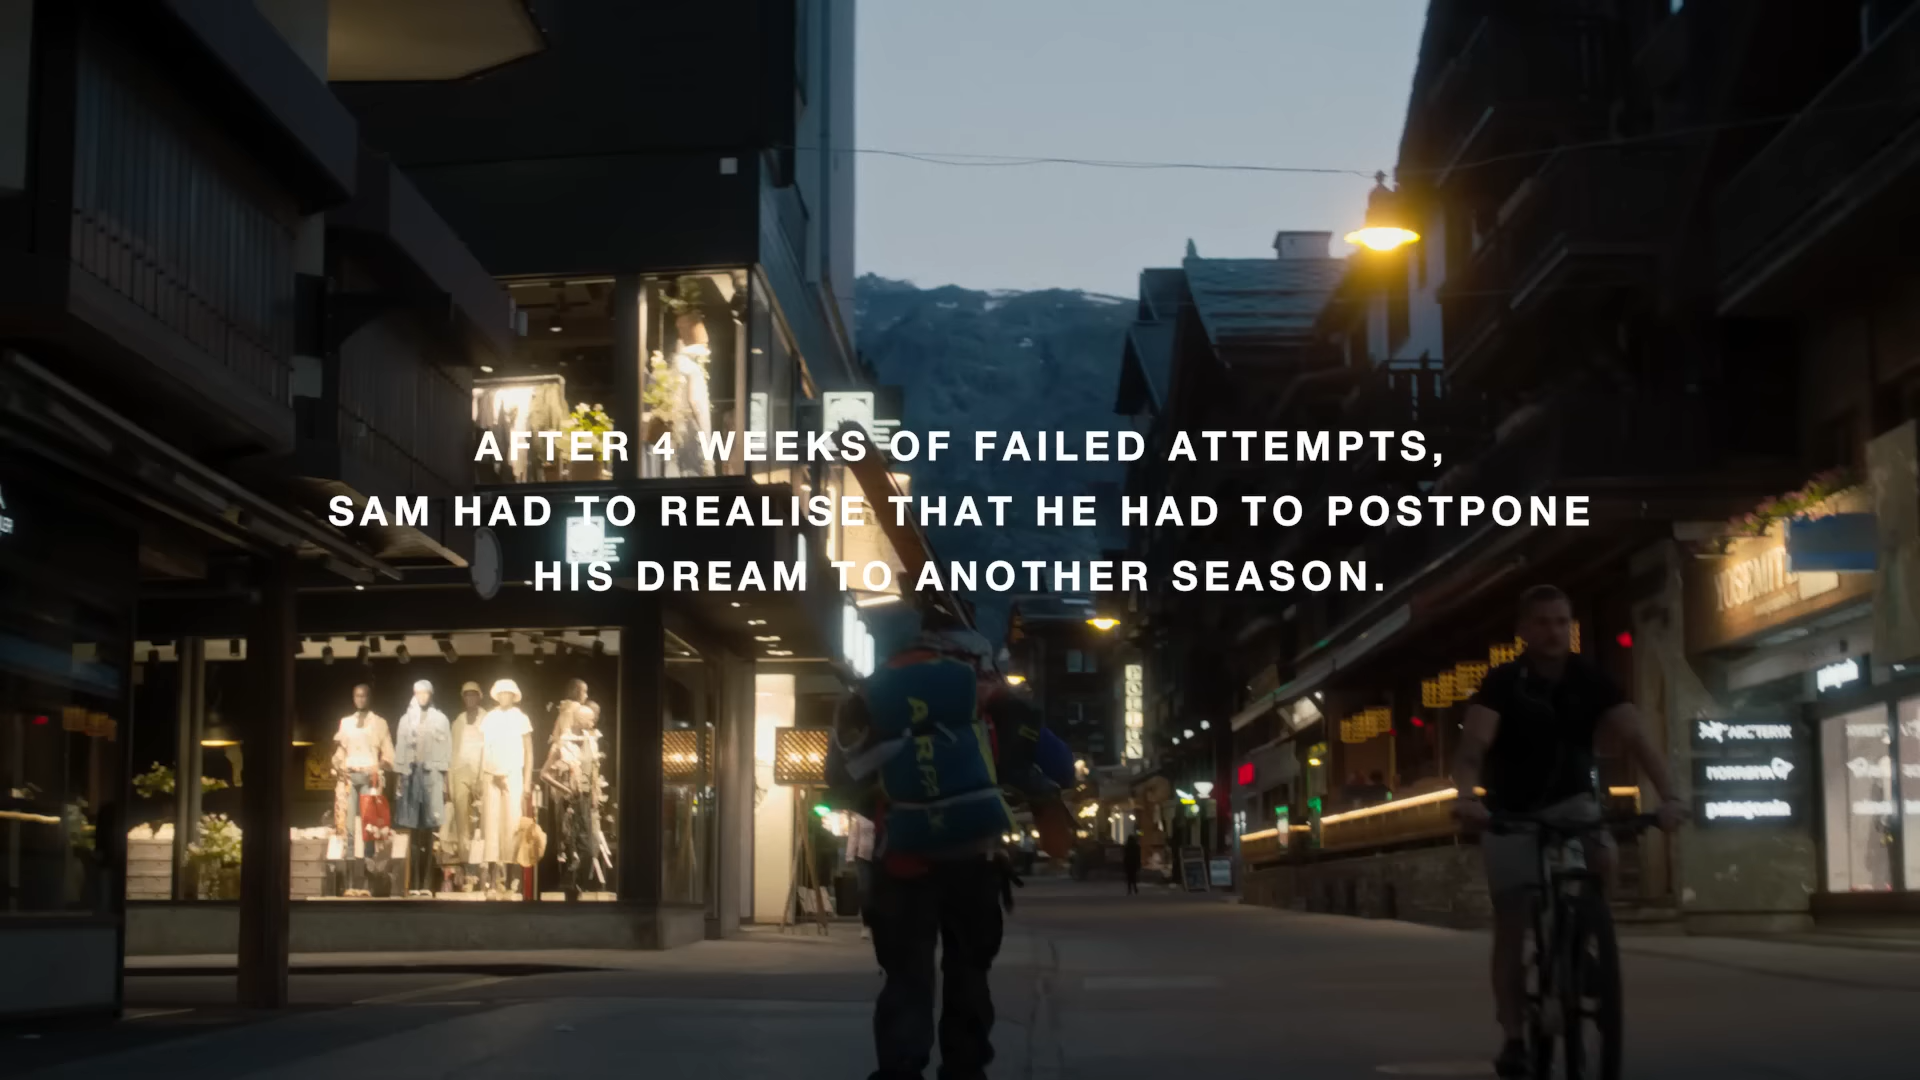 AFTER 4 WEEKS OF FAILED ATTEMPTS,
SAM HAD TO REALISE THAT HE HAD TO POSTPONE
HIS DREAM TO ANOTHER SEASON.
ARC'TERYX
NORRØNA
patagonia